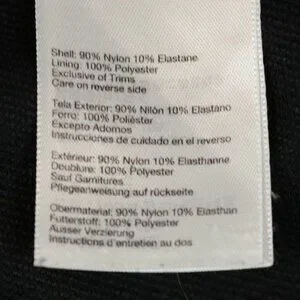 Shell: 90% Nylon 10% Elastane
Lining: 100% Polyester
Exclusive of Trims
Care on reverse side
Tela Exterior: 90% Nilón 10% Elastano
Forro: 100% Poliéster
Excepto Adornos
Instrucciones de cuidado en el reverso
Extérieur: 90% Nylon 10% Elasthanne
Doublure: 100% Polyester
Sauf Garnitures
Pflegeanweisung auf rückseite
Obermaterial: 90% Nylon 10% Elasthan
Futterstoff: 100% Polyester
Ausser Verzierung
Instructions d'entretien au dos